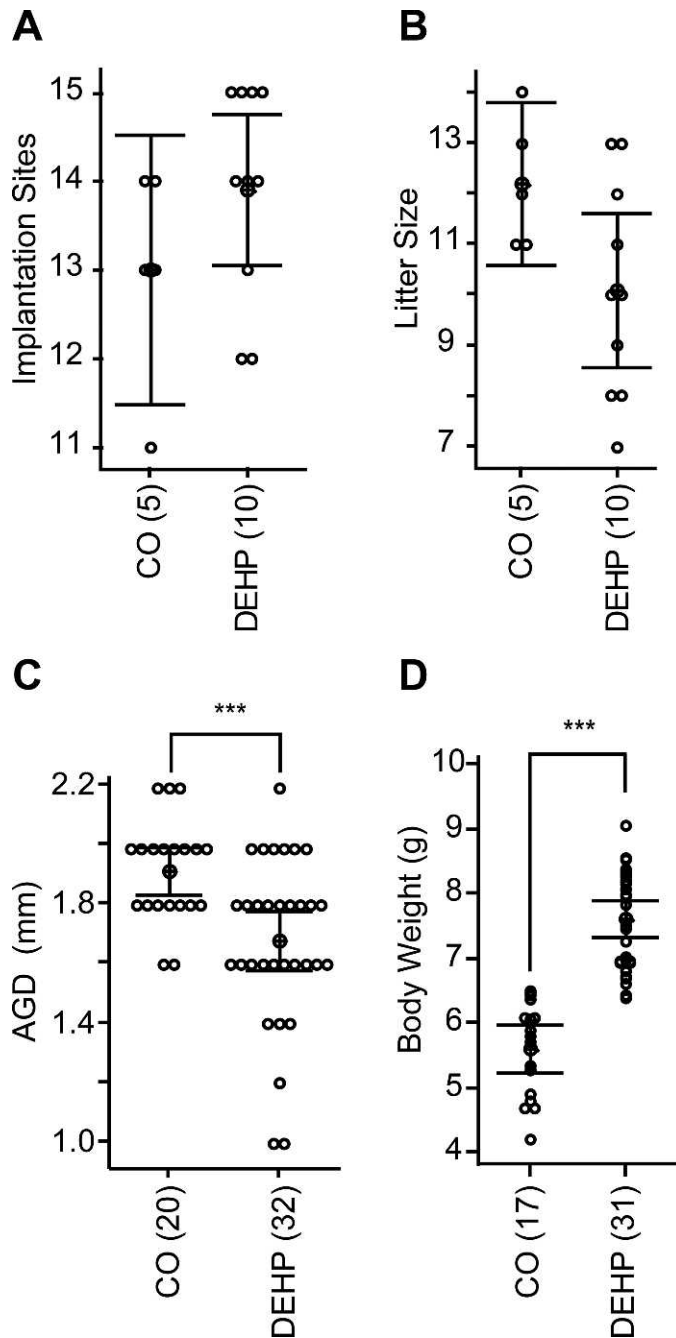 A
Implantation Sites
15
14
13
12
11
CO (5)
DEHP (10)
B
Litter Size
13
11
9
7
CO (5)
DEHP (10)
C
***
AGD (mm)
2.2
1.8
1.4
1.0
CO (20)
DEHP (32)
D
***
Body Weight (g)
10
9
8
7
6
5
4
CO (17)
DEHP (31)